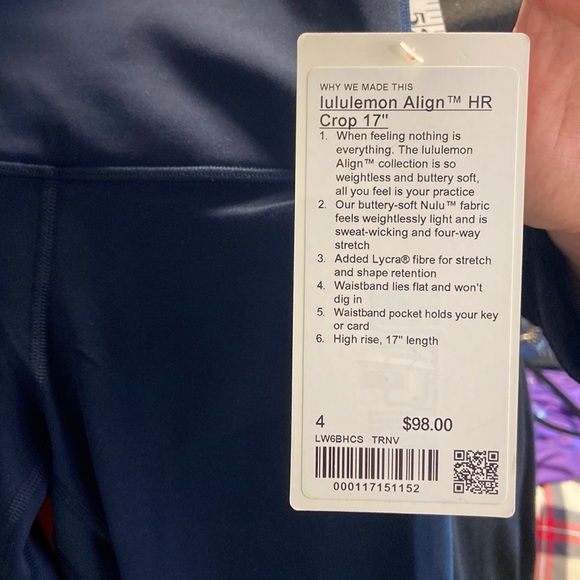 WHY WE MADE THIS
lululemon Align™ HR
Crop 17"
1. When feeling nothing is
everything. The lululemon
Align™ collection is so
weightless and buttery soft,
all you feel is your practice
2. Our buttery-soft Nulu™ fabric
feels weightlessly light and is
sweat-wicking and four-way
stretch
3. Added Lycra® fibre for stretch
and shape retention
4. Waistband lies flat and won't
dig in
5. Waistband pocket holds your key
or card
6. High rise, 17" length
4 $98.00
LW6BHCS TRNV
000117151152